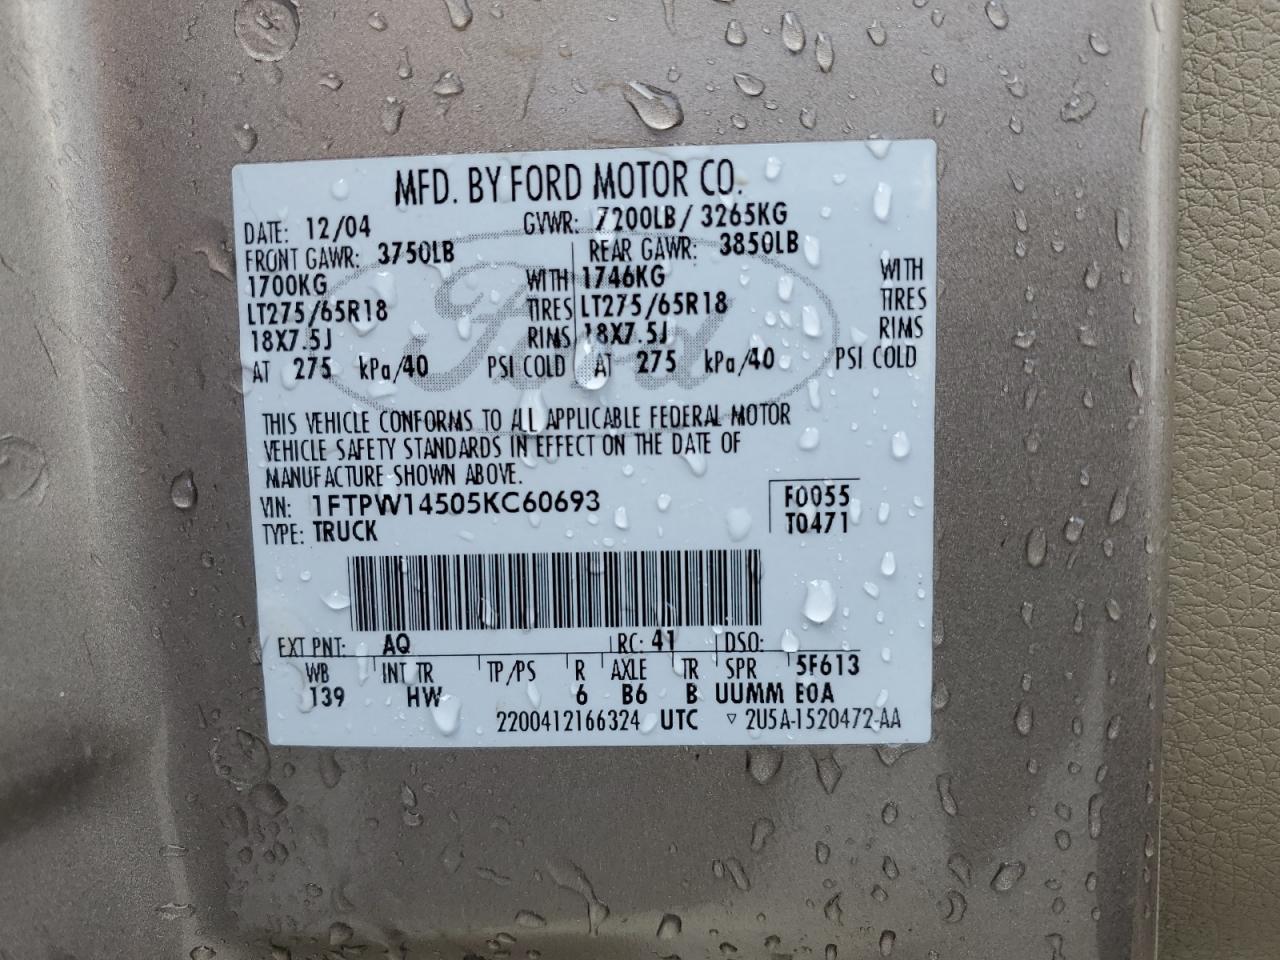 MFD. BY FORD MOTOR CO.
DATE: 12/04 GVWR: 7200LB/ 3265KG
FRONT GAWR: 3750LB REAR GAWR: 3850LB
1700KG WITH 1746KG WITH
LT275/65R18 TIRES LT275/65R18 TIRES
18X7.5J RIMS 18X7.5J RIMS
AT 275 kPa/40 PSI COLD AT 275 kPa/40 PSI COLD
Ford
THIS VEHICLE CONFORMS TO ALL APPLICABLE FEDERAL MOTOR
VEHICLE SAFETY STANDARDS IN EFFECT ON THE DATE OF
MANUFACTURE SHOWN ABOVE.
VIN: 1FTPW14505KC60693 F0055
TYPE: TRUCK T0471
EXT PNT: AQ RC: 41 DSO:
WB INT TR TP/PS R AXLE TR SPR 5F613
139 HW 6 B6 B UUMM E0A
2200412166324 UTC ▽ 2U5A-1520472-AA